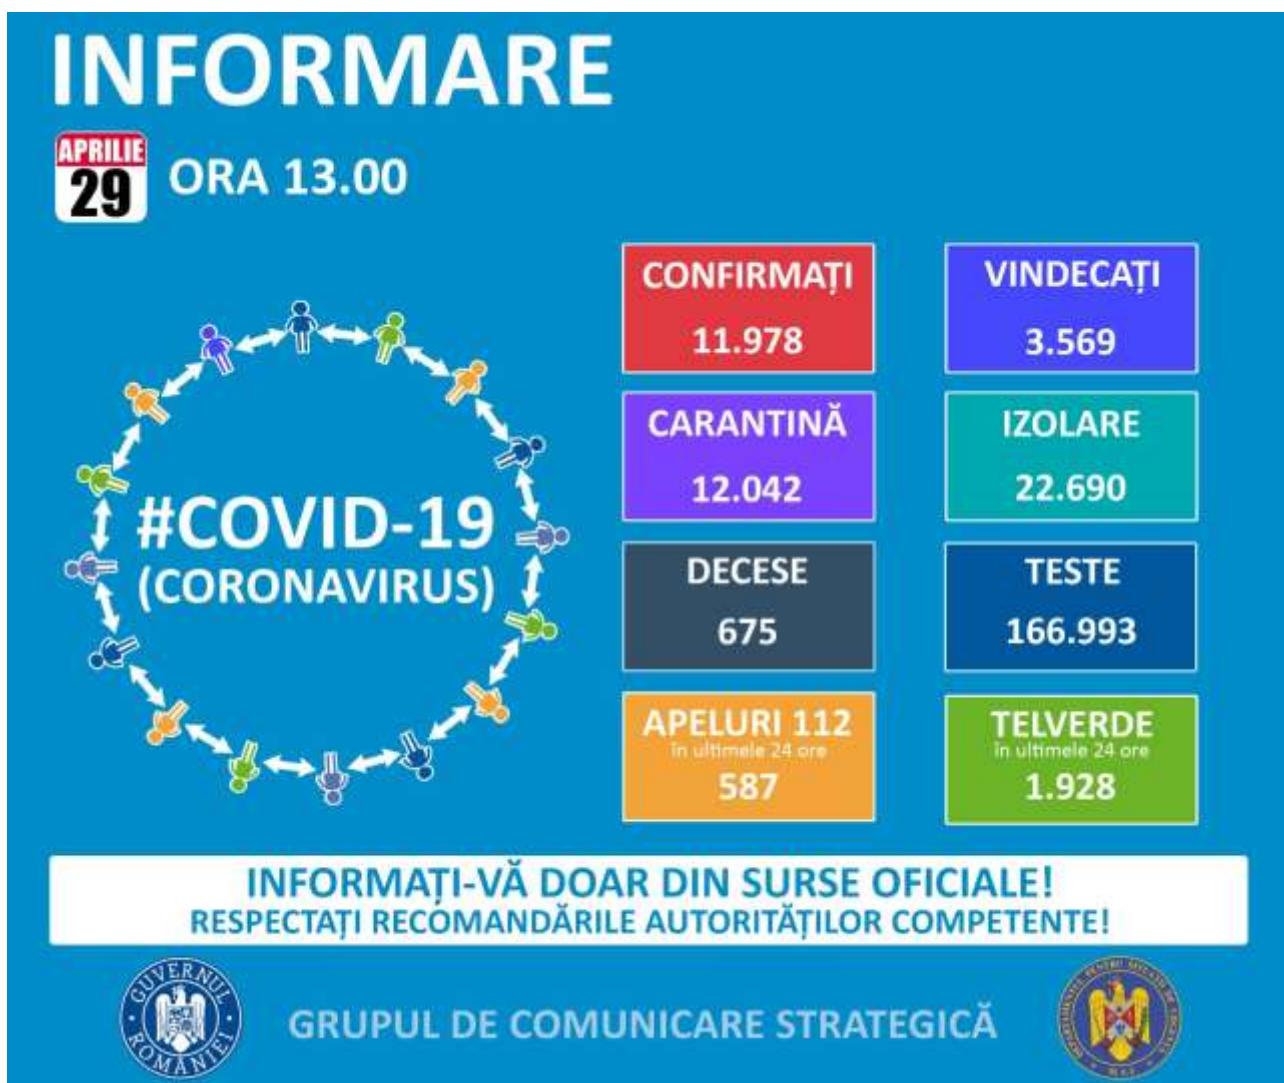 INFORMARE
APRILIE
29
ORA 13.00
CONFIRMAȚI
11.978
VINDECAȚI
3.569
CARANTINĂ
12.042
IZOLARE
22.690
#COVID-19
(CORONAVIRUS)
DECESE
675
TESTE
166.993
APELURI 112
în ultimele 24 ore
587
TELVERDE
în ultimele 24 ore
1.928
INFORMAȚI-VĂ DOAR DIN SURSE OFICIALE!
RESPECTAȚI RECOMANDĂRILE AUTORITĂȚILOR COMPETENTE!
GUVERNUL ROMÂNIEI
GRUPUL DE COMUNICARE STRATEGICĂ